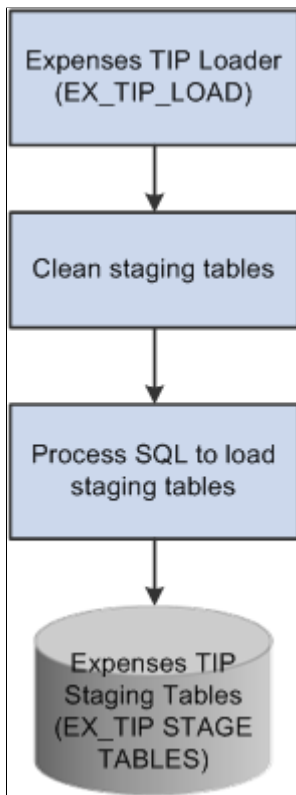 Expenses TIP Loader
(EX_TIP_LOAD)
Clean staging tables
Process SQL to load
staging tables
Expenses TIP
Staging Tables
(EX_TIP STAGE
TABLES)